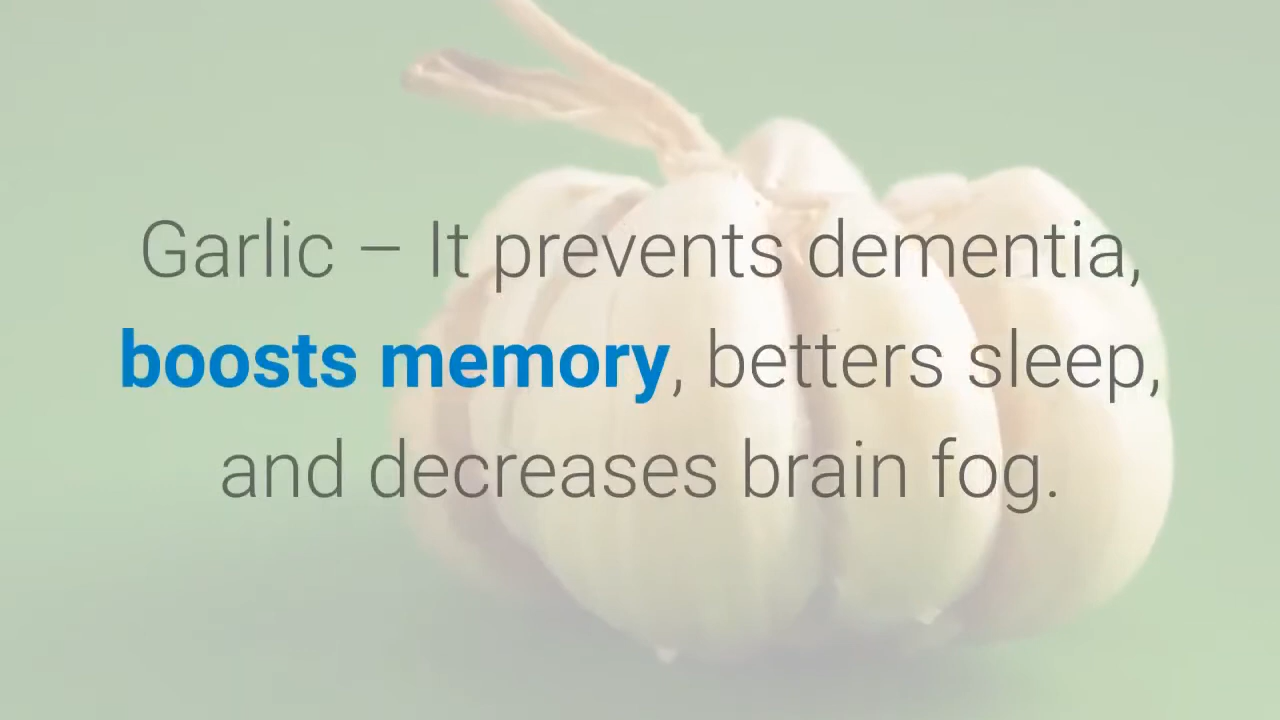 Garlic – It prevents dementia,
boosts memory, betters sleep,
and decreases brain fog.